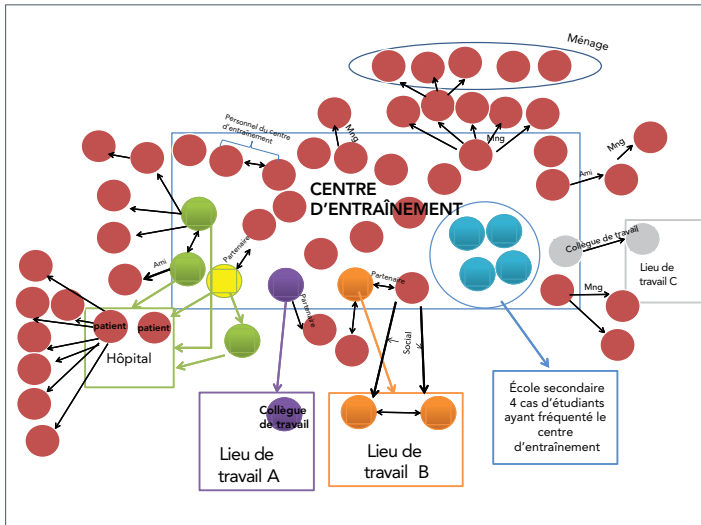 Ménage
Personnel du centre
d'entraînement
Mng
Mng
Mng
Ami
CENTRE
D'ENTRAÎNEMENT
Partenaire
Collègue de travail
Lieu de
travail C
Ami
Partenaire
Mng
Partenaire
patient
patient
Hôpital
Social
École secondaire
4 cas d'étudiants
ayant fréquenté le
centre
d'entraînement
Collègue
de travail
Lieu de
travail A
Lieu de
travail B